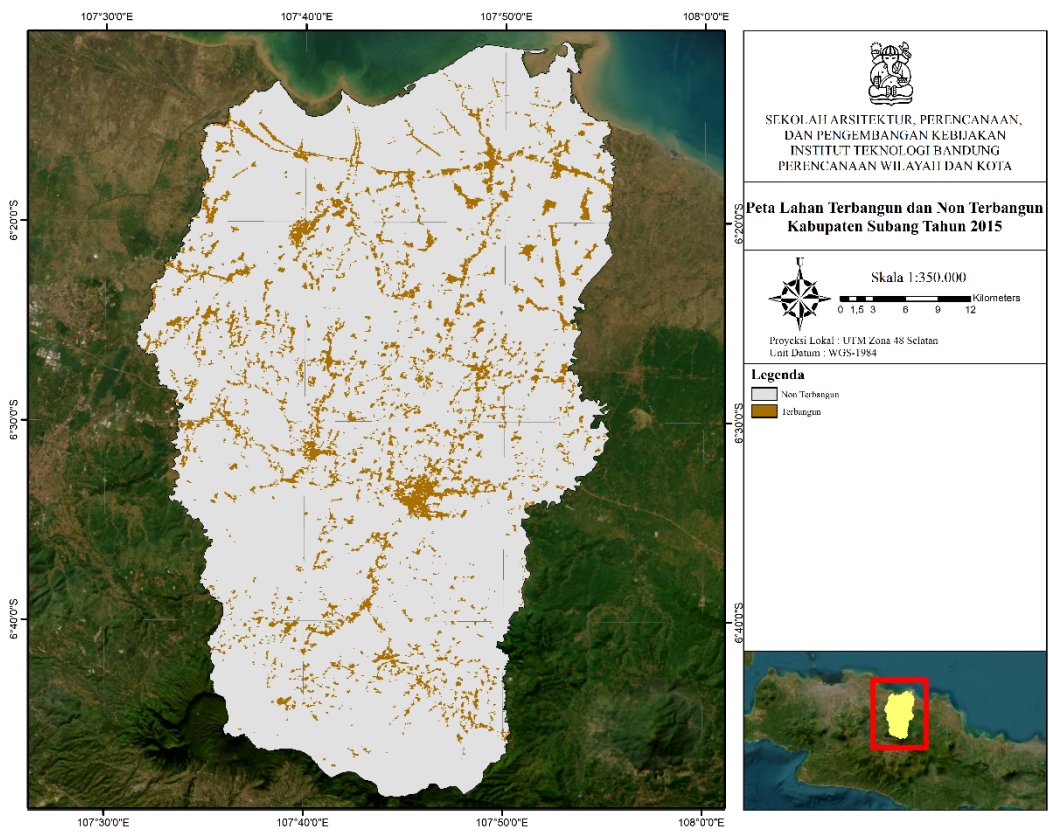 107°30'0"E 107°40'0"E 107°50'0"E 108°0'0"E
6°20'0"S
6°30'0"S
6°40'0"S
6°20'0"S
6°30'0"S
6°40'0"S
107°30'0"E 107°40'0"E 107°50'0"E 108°0'0"E
SEKOLAH ARSITEKTUR, PERENCANAAN,
DAN PENGEMBANGAN KEBIJAKAN
INSTITUT TEKNOLOGI BANDUNG
PERENCANAAN WILAYAH DAN KOTA
Peta Lahan Terbangun dan Non Terbangun
Kabupaten Subang Tahun 2015
U
Skala 1:350.000
Kilometers
0 1,5 3 6 9 12
Proyeksi Lokal : UTM Zona 48 Selatan
Unit Datum : WGS-1984
Legenda
Non Terbangun
Terbangun